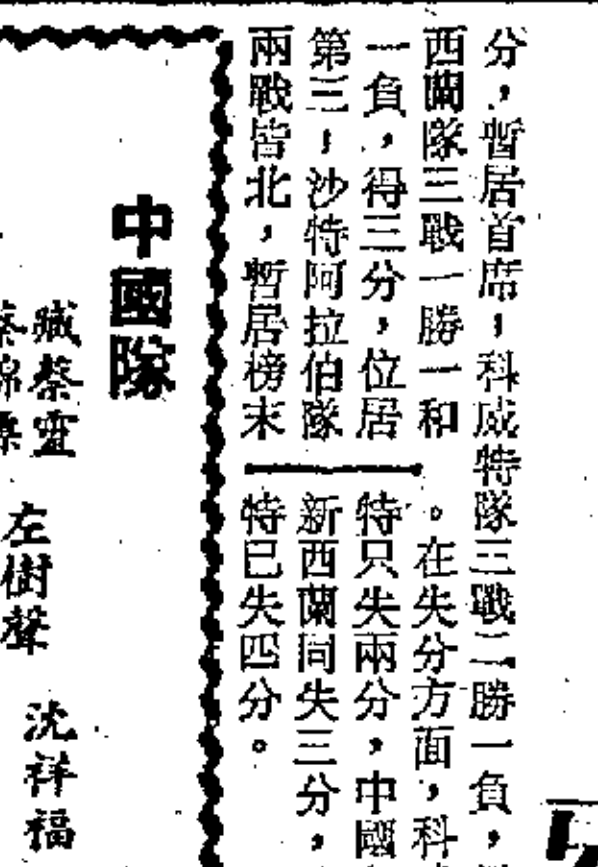 分，暫居首席；科威特隊三戰二勝一負，
西蘭隊三戰一勝一和
一負，得三分，位居
第三；沙特阿拉伯隊
兩戰皆北，暫居榜末
。在失分方面，科
特只失兩分，中國
新西蘭同失三分，
特已失四分。
中國隊
臧蔡靈 左樹聲 沈祥福